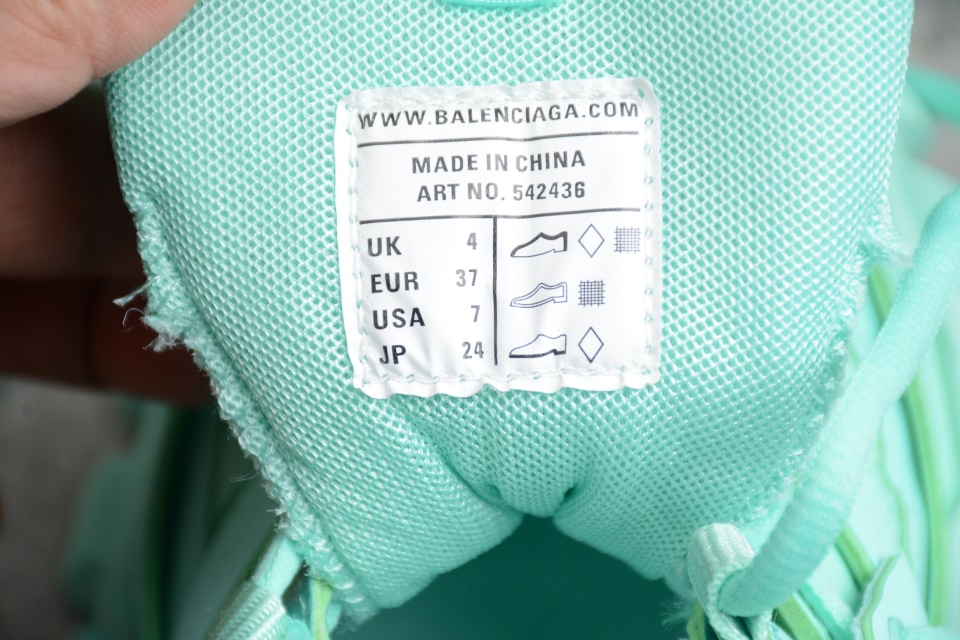 WWW.BALENCIAGA.COM
MADE IN CHINA
ART NO. 542436
UK 4
EUR 37
USA 7
JP 24